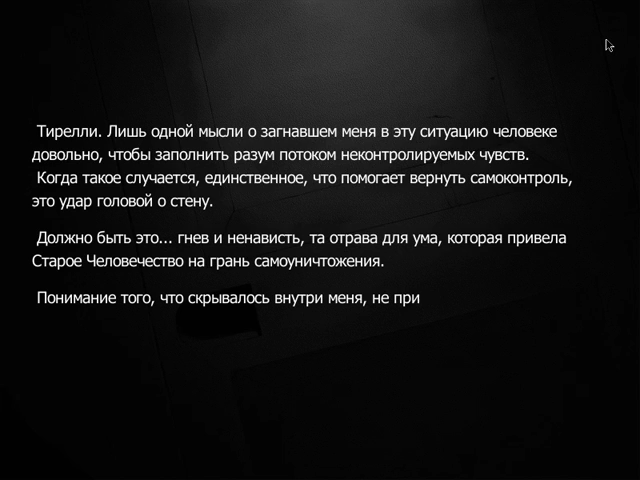 Тирелли. Лишь одной мысли о загнавшем меня в эту ситуацию человеке
довольно, чтобы заполнить разум потоком неконтролируемых чувств.
Когда такое случается, единственное, что помогает вернуть самоконтроль,
это удар головой о стену.
Должно быть это... гнев и ненависть, та отрава для ума, которая привела
Старое Человечество на грань самоуничтожения.
Понимание того, что скрывалось внутри меня, не при